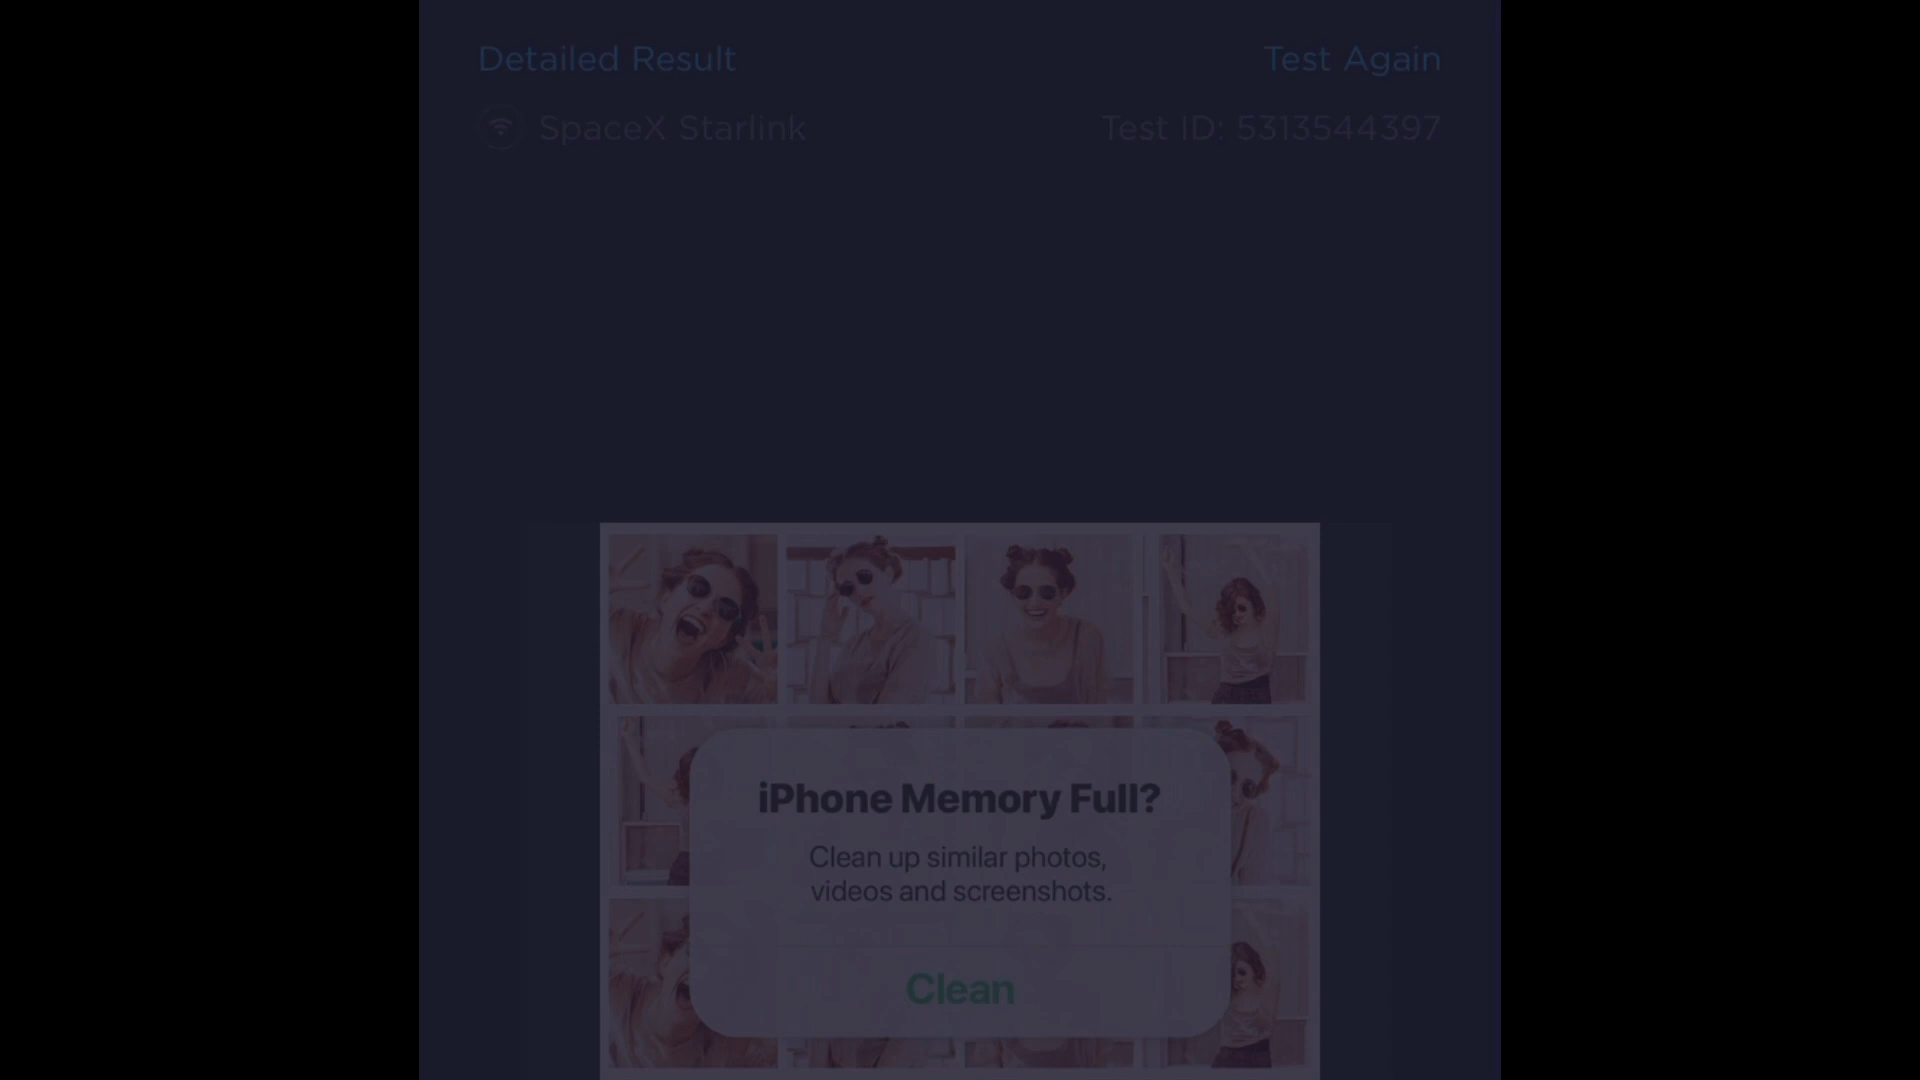 Detailed Result
Test Again
SpaceX Starlink
Test ID: 5313544397
iPhone Memory Full?
Clean up similar photos,
videos and screenshots.
Clean